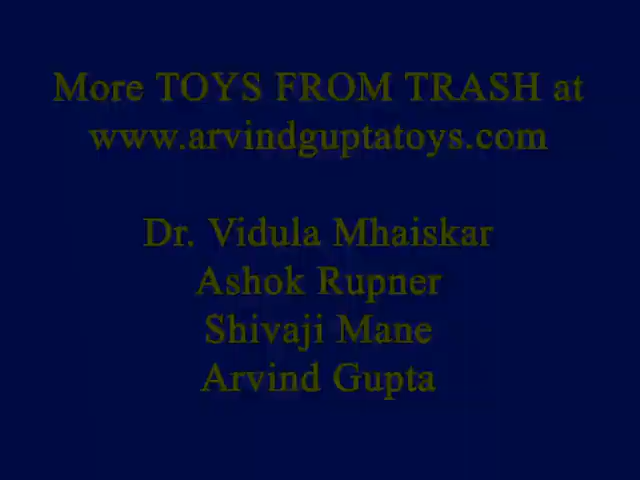 More TOYS FROM TRASH at
www.arvindguptatoys.com
Dr. Vidula Mhaiskar
Ashok Rupner
Shivaji Mane
Arvind Gupta